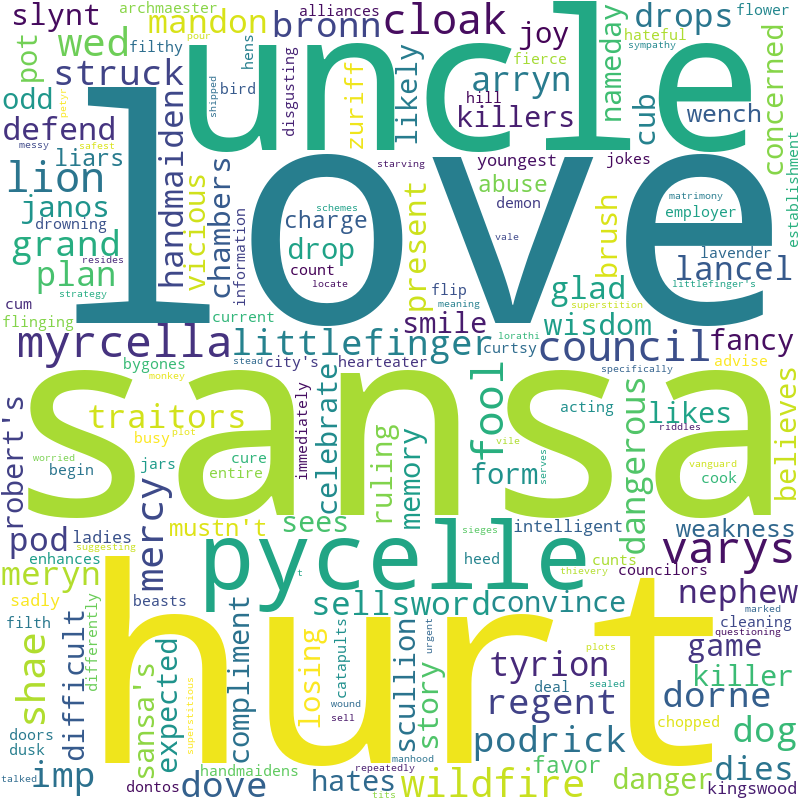 archmaester
alliances
flower
slynt
mandon
bronn
cloak
joy
drops
filthy
pour
hateful
sympathy
wed
uncle
fierce
pot
struck
hens
shipped
bird
disgusting
zuriff
likely
arryn
hill
killers
nameday
cub
wench
concerned
odd
petyr
defend
handmaiden
messy
safest
love
liars
lion
starving
youngest
jokes
establishment
vicious
chambers
abuse
demon
matrimony
janos
schemes
present
brush
employer
drowning
charge
grand
information
drop
vale
resides
lavender
plan
count
glad
lancel
strategy
locate
flip
meaning
littlefinger's
cum
current
smile
wisdom
superstition
flinging
myrcella
littlefinger
lorathi
curtsy
council
fancy
bygones
city's
stead
hearteater
specifically
advise
robert's
monkey
sansa
celebrate
immediately
fool
dangerous
likes
believes
traitors
acting
riddles
busy
plot
memory
ruling
worried
begin
jars
cure
entire
form
vile
serves
vanguard
cook
mercy
pod
ladies
mustn't
sees
sieges
intelligent
weakness
enhances
suggesting
pycelle
heed
cunts
varys
meryn
t
thievery
councilors
sadly
differently
beasts
hurt
sellsword
convince
nephew
marked
cleaning
filth
compliment
losing
catapults
scullion
story
urgent
questioning
game
shae
difficult
sansa's
expected
superstitious
tyrion
plots
killer
deal
sealed
regent
dorne
doors
dusk
wound
sell
podrick
chopped
dog
imp
talked
handmaidens
repeatedly
manhood
favor
danger
dies
dontos
dove
hates
tits
wildfire
kingswood